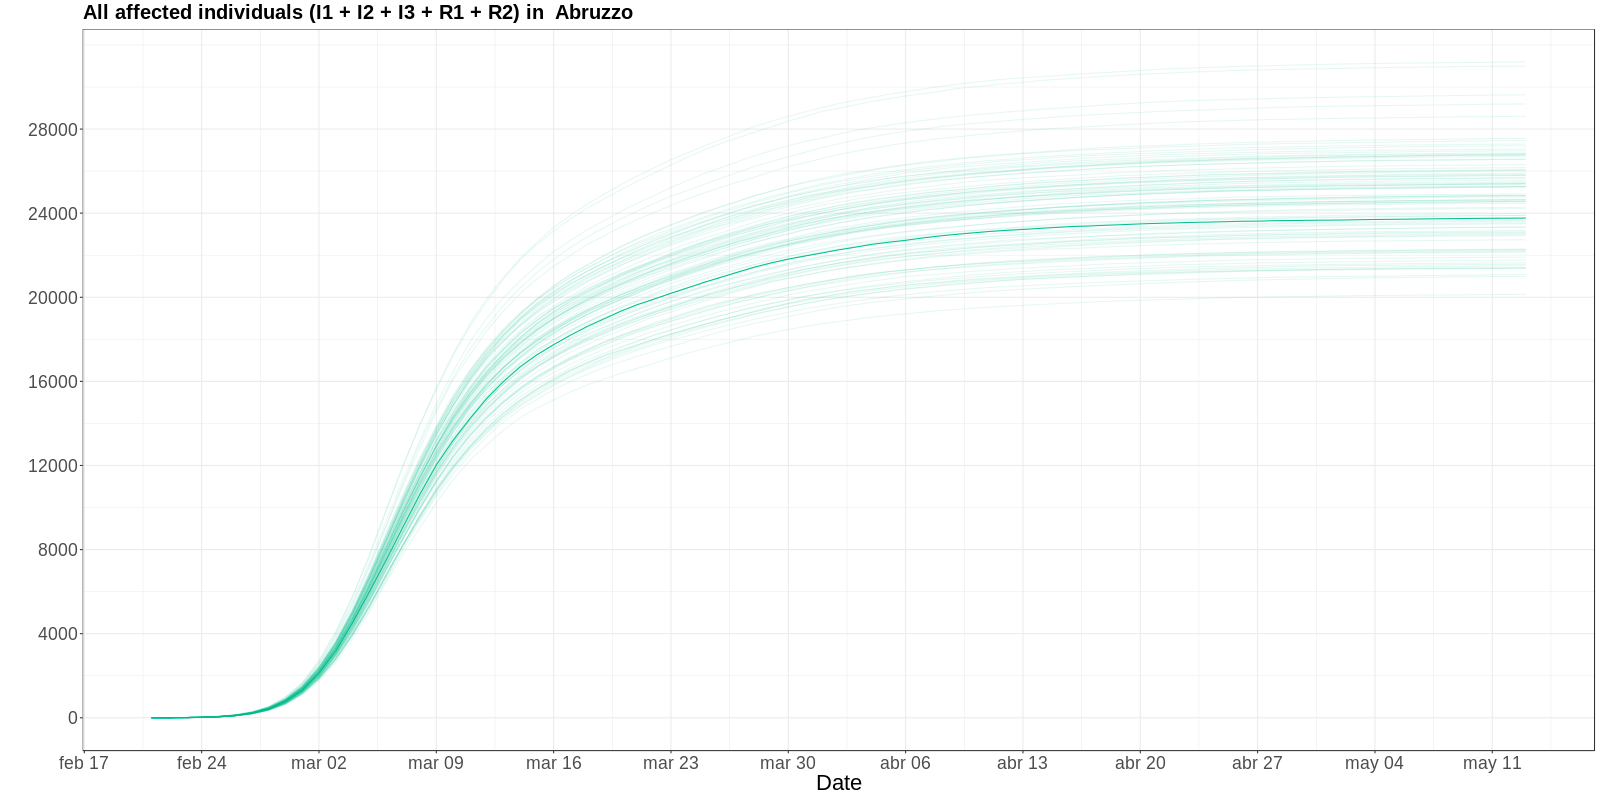 All affected individuals (I1 + I2 + I3 + R1 + R2) in  Abruzzo
28000
24000
20000
16000
12000
8000
4000
0
feb 17 feb 24 mar 02 mar 09 mar 16 mar 23 mar 30 abr 06 abr 13 abr 20 abr 27 may 04 may 11
Date